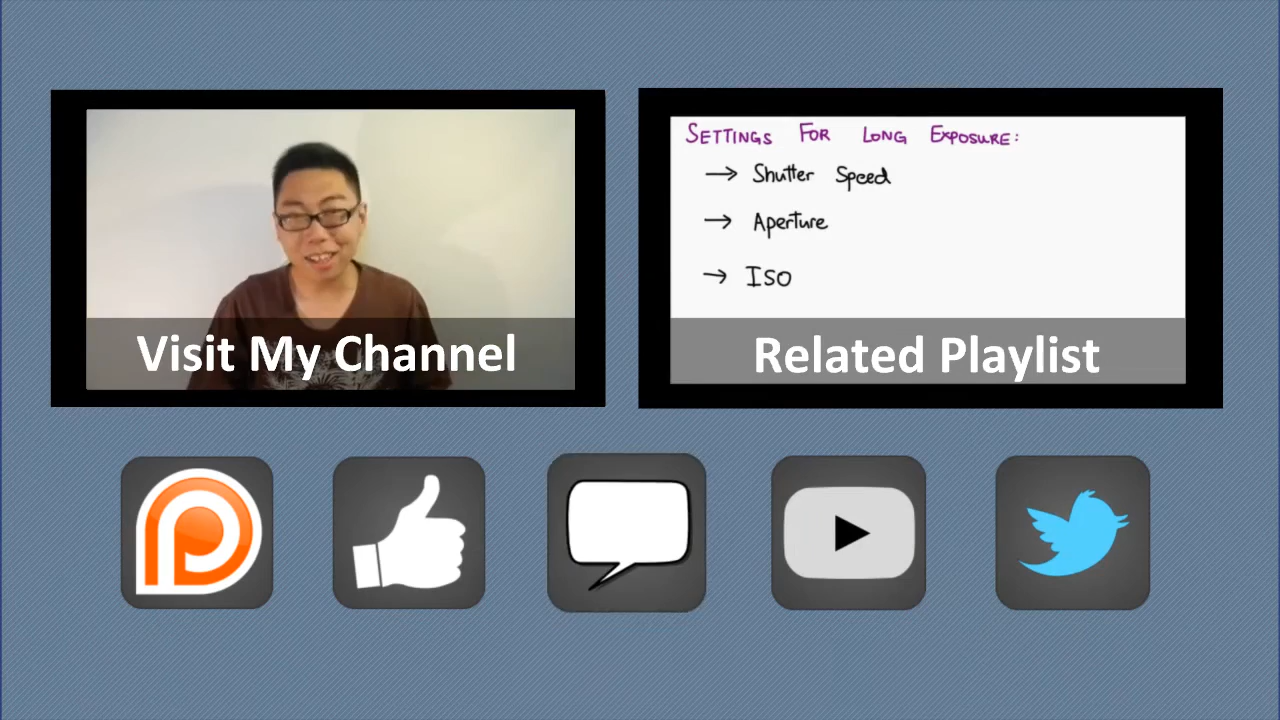 Visit My Channel
SETTINGS FOR LONG EXPOSURE:
→ Shutter Speed
→ Aperture
→ ISO
Related Playlist